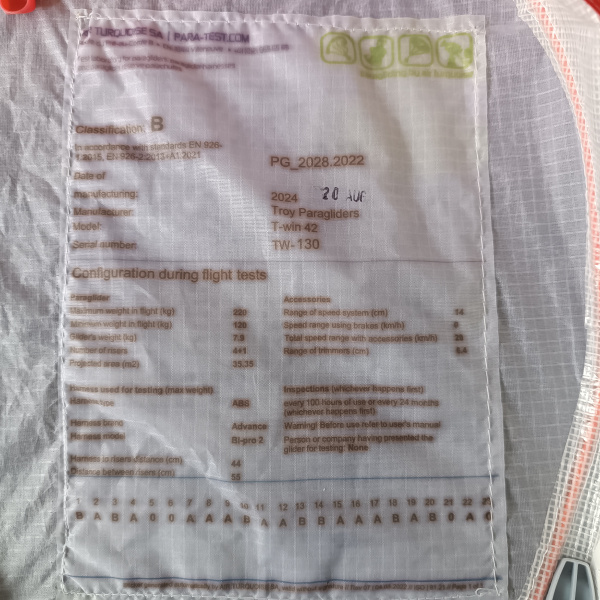 TURQUOISE SA | PARA-TEST.COM
Classification: B
In accordance with standards EN 926-
1:2015, EN 926-2:2013+A1:2021
PG_2028.2022
Date of
manufacturing: 2024 20 AUG
Manufacturer: Troy Paragliders
Model: T-win 42
Serial number: TW-130
Configuration during flight tests
Paraglider
Maximum weight in flight (kg) 220
Minimum weight in flight (kg) 120
Glider's weight (kg) 7.9
Number of risers 4+1
Projected area (m2) 35.35
Accessories
Range of speed system (cm) 14
Speed range using brakes (km/h)
Total speed range with accessories (km/h)
Range of trimmers (cm)
Harness used for testing (max weight)
Harness type ABS
Harness brand Advance
Harness model Bi-pro 2
Harness to risers distance (cm) 44
Distance between risers (cm) 55
Inspections (whichever happens first)
every 100 hours of use or every 24 months
(whichever happens first)
Warning! Before use refer to user's manual
Person or company having presented the
glider for testing: None
1 2 3 4 5 6 7 8 9 10 11 12 13 14 15 16 17 18 19 20 21 22 23
B A B A 0 0 A A A B A A B B A A A B A B 0 A 0